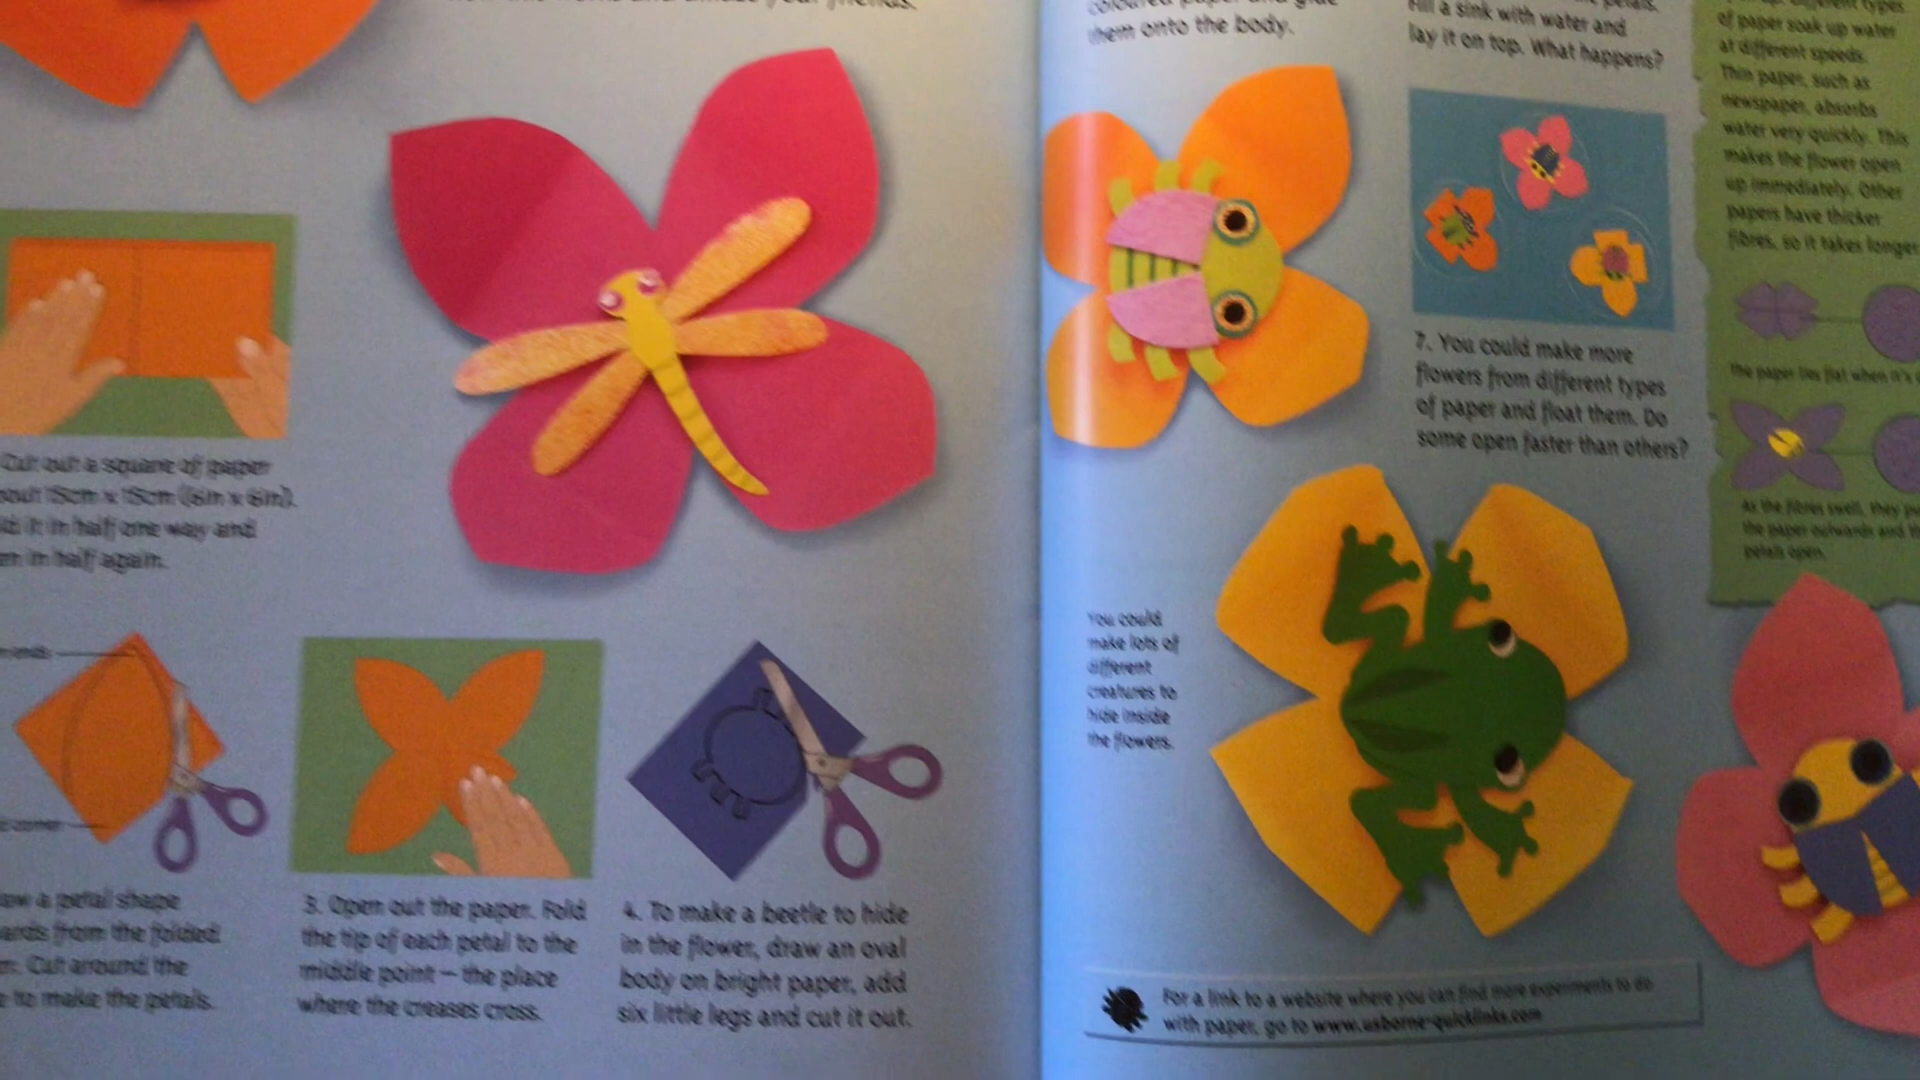 your friends.
Cut out a square of paper
15cm x 15cm (6in x 6in).
it in half one way and
in half again.
a petal shape
from the folded
Cut around the
to make the petals.
3. Open out the paper. Fold
the tip of each petal to the
middle point – the place
where the creases cross.
4. To make a beetle to hide
in the flower, draw an oval
body on bright paper, add
six little legs and cut it out.
coloured paper and glue
them onto the body.
petals.
Fill a sink with water and
lay it on top. What happens?
7. You could make more
flowers from different types
of paper and float them. Do
some open faster than others?
You could
make lots of
different
creatures to
hide inside
the flowers.
For a link to a website where you can find more experiments to do
with paper, go to www.usborne-quicklinks.com
different types
of paper soak up water
at different speeds.
Thin paper, such as
newspaper, absorbs
water very quickly. This
makes the flower open
up immediately. Other
papers have thicker
fibres, so it takes longer
The paper lies flat when it's
As the fibres swell, they
the paper outwards and
petals open.